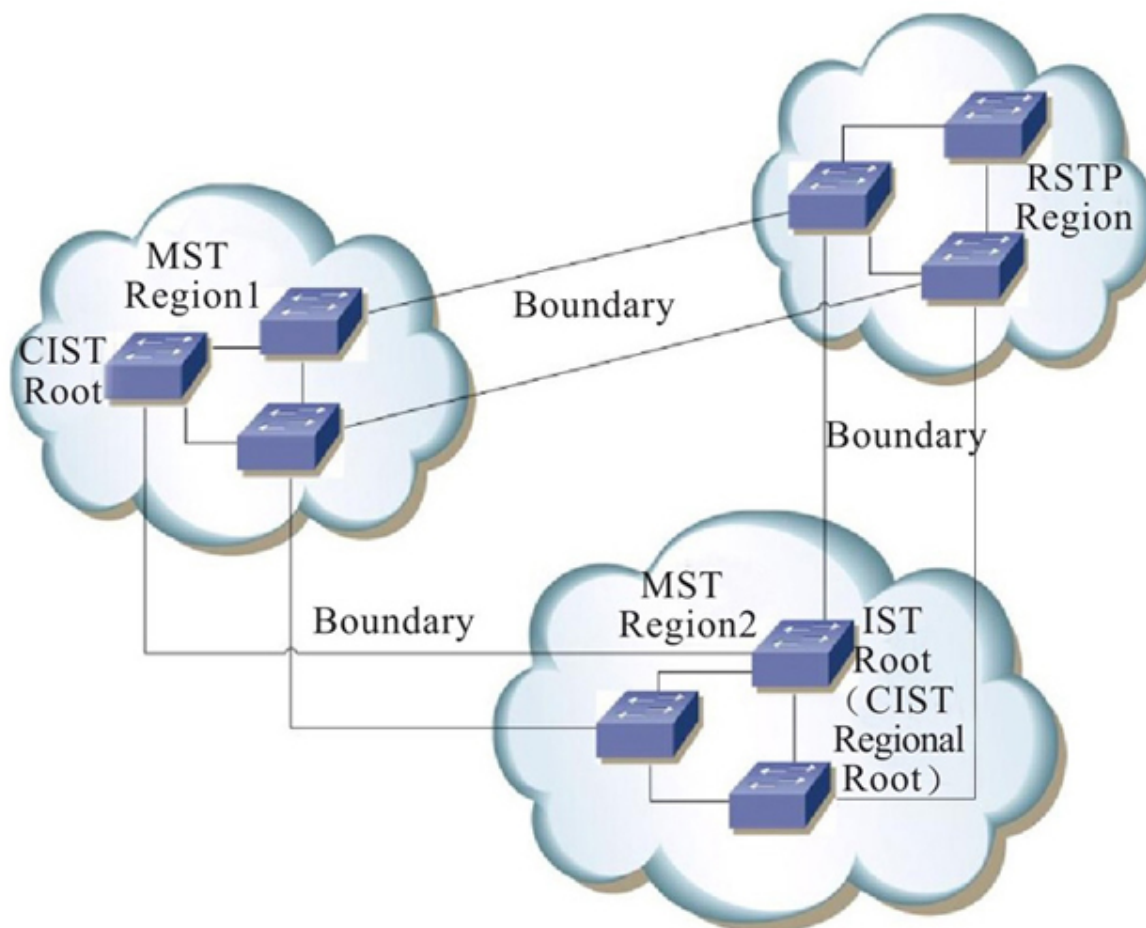 MST
Region1
CIST
Root
Boundary
RSTP
Region
Boundary
Boundary
MST
Region2
IST
Root
（CIST
Regional
Root）